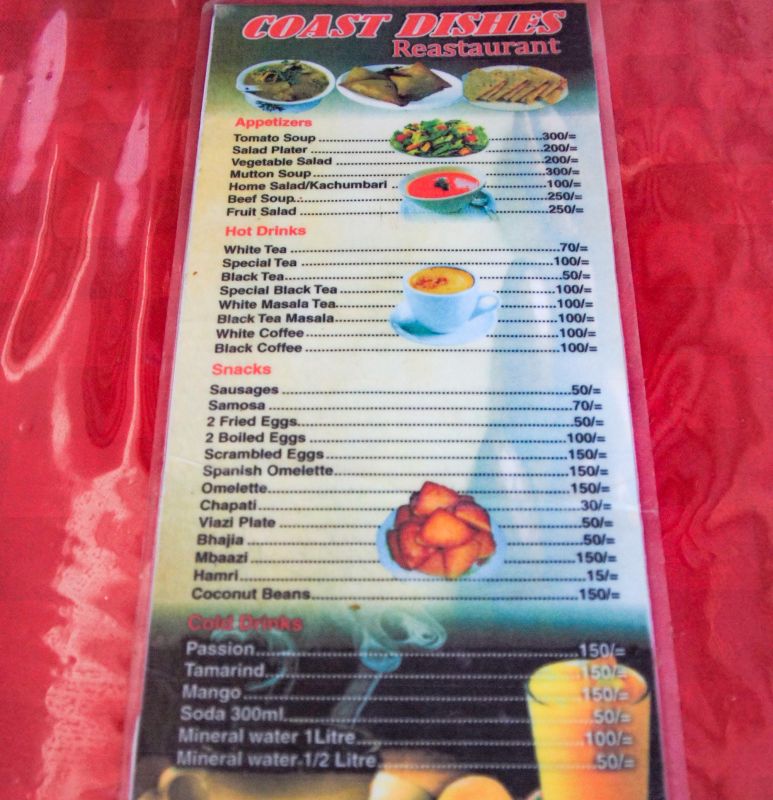 COAST DISHES
Reastaurant
Appetizers
Tomato Soup ........ 300/=
Salad Plater ........ 200/=
Vegetable Salad ........ 200/=
Mutton Soup ........ 300/=
Home Salad/Kachumbari ........ 100/=
Beef Soup ........ 250/=
Fruit Salad ........ 250/=
Hot Drinks
White Tea ........ 70/=
Special Tea ........ 100/=
Black Tea ........ 50/=
Special Black Tea ........ 100/=
White Masala Tea ........ 100/=
Black Tea Masala ........ 100/=
White Coffee ........ 100/=
Black Coffee ........ 100/=
Snacks
Sausages ........ 50/=
Samosa ........ 70/=
2 Fried Eggs ........ 50/=
2 Boiled Eggs ........ 100/=
Scrambled Eggs ........ 150/=
Spanish Omelette ........ 150/=
Omelette ........ 150/=
Chapati ........ 30/=
Viazi Plate ........ 50/=
Bhajia ........ 50/=
Mbaazi ........ 150/=
Hamri ........ 15/=
Coconut Beans ........ 150/=
Cold Drinks
Passion ........ 150/=
Tamarind ........ 150/=
Mango ........ 150/=
Soda 300ml ........ 50/=
Mineral water 1Litre ........ 100/=
Mineral water 1/2 Litre ........ 50/=